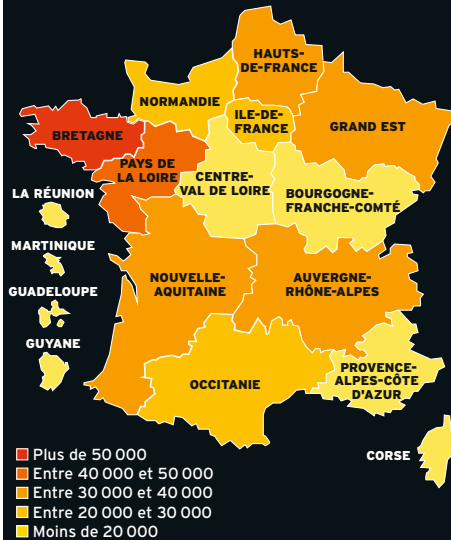 HAUTS-
DE-FRANCE
NORMANDIE
ILE-DE-
FRANCE
GRAND EST
BRETAGNE
PAYS DE
LA LOIRE
CENTRE-
VAL DE LOIRE
BOURGOGNE-
FRANCHE-COMTÉ
LA RÉUNION
MARTINIQUE
GUADELOUPE
GUYANE
NOUVELLE-
AQUITAINE
AUVERGNE-
RHÔNE-ALPES
OCCITANIE
PROVENCE-
ALPES-CÔTE
D'AZUR
CORSE
Plus de 50 000
Entre 40 000 et 50 000
Entre 30 000 et 40 000
Entre 20 000 et 30 000
Moins de 20 000